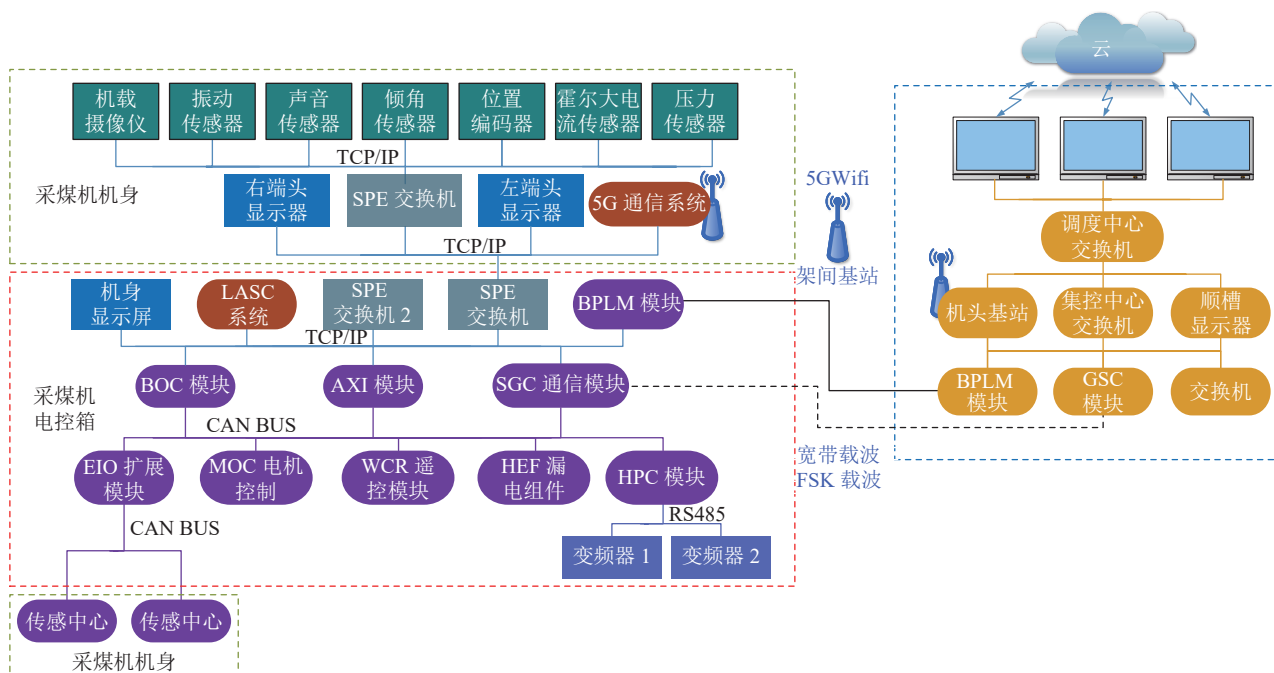 云
机载
摄像仪
振动
传感器
声音
传感器
倾角
传感器
位置
编码器
霍尔大电
流传感器
压力
传感器
TCP/IP
采煤机机身
右端头
显示器
SPE 交换机
左端头
显示器
5G 通信系统
TCP/IP
5GWifi
架间基站
机身
显示屏
LASC
系统
SPE
交换机 2
SPE
交换机
BPLM 模块
TCP/IP
采煤机
电控箱
BOC 模块
AXI 模块
SGC 通信模块
CAN BUS
EIO 扩展
模块
MOC 电机
控制
WCR 遥
控模块
HEF 漏
电组件
HPC 模块
RS485
CAN BUS
变频器 1
变频器 2
传感中心
传感中心
采煤机机身
宽带载波
FSK 载波
调度中心
交换机
机头基站
集控中心
交换机
顺槽
显示器
BPLM
模块
GSC
模块
交换机